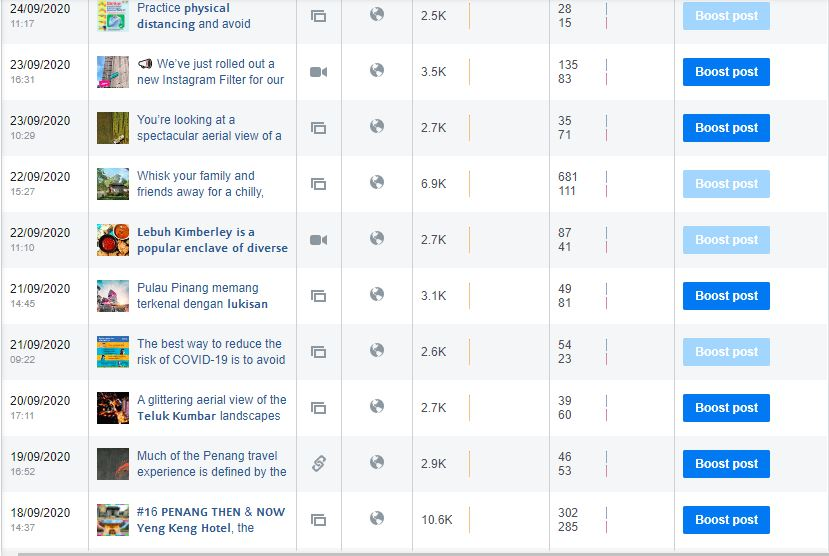 24/09/2020
11:17
Practice physical
distancing and avoid
2.5K
28
15
Boost post
23/09/2020
16:31
📢 We've just rolled out a
new Instagram Filter for our
3.5K
135
83
Boost post
23/09/2020
10:29
You're looking at a
spectacular aerial view of a
2.7K
35
71
Boost post
22/09/2020
15:27
Whisk your family and
friends away for a chilly,
6.9K
681
111
Boost post
22/09/2020
11:10
Lebuh Kimberley is a
popular enclave of diverse
2.7K
87
41
Boost post
21/09/2020
14:45
Pulau Pinang memang
terkenal dengan lukisan
3.1K
49
81
Boost post
21/09/2020
09:22
The best way to reduce the
risk of COVID-19 is to avoid
2.6K
54
23
Boost post
20/09/2020
17:11
A glittering aerial view of the
Teluk Kumbar landscapes
2.7K
39
60
Boost post
19/09/2020
16:52
Much of the Penang travel
experience is defined by the
2.9K
46
53
Boost post
18/09/2020
14:37
#16 PENANG THEN & NOW
Yeng Keng Hotel, the
10.6K
302
285
Boost post